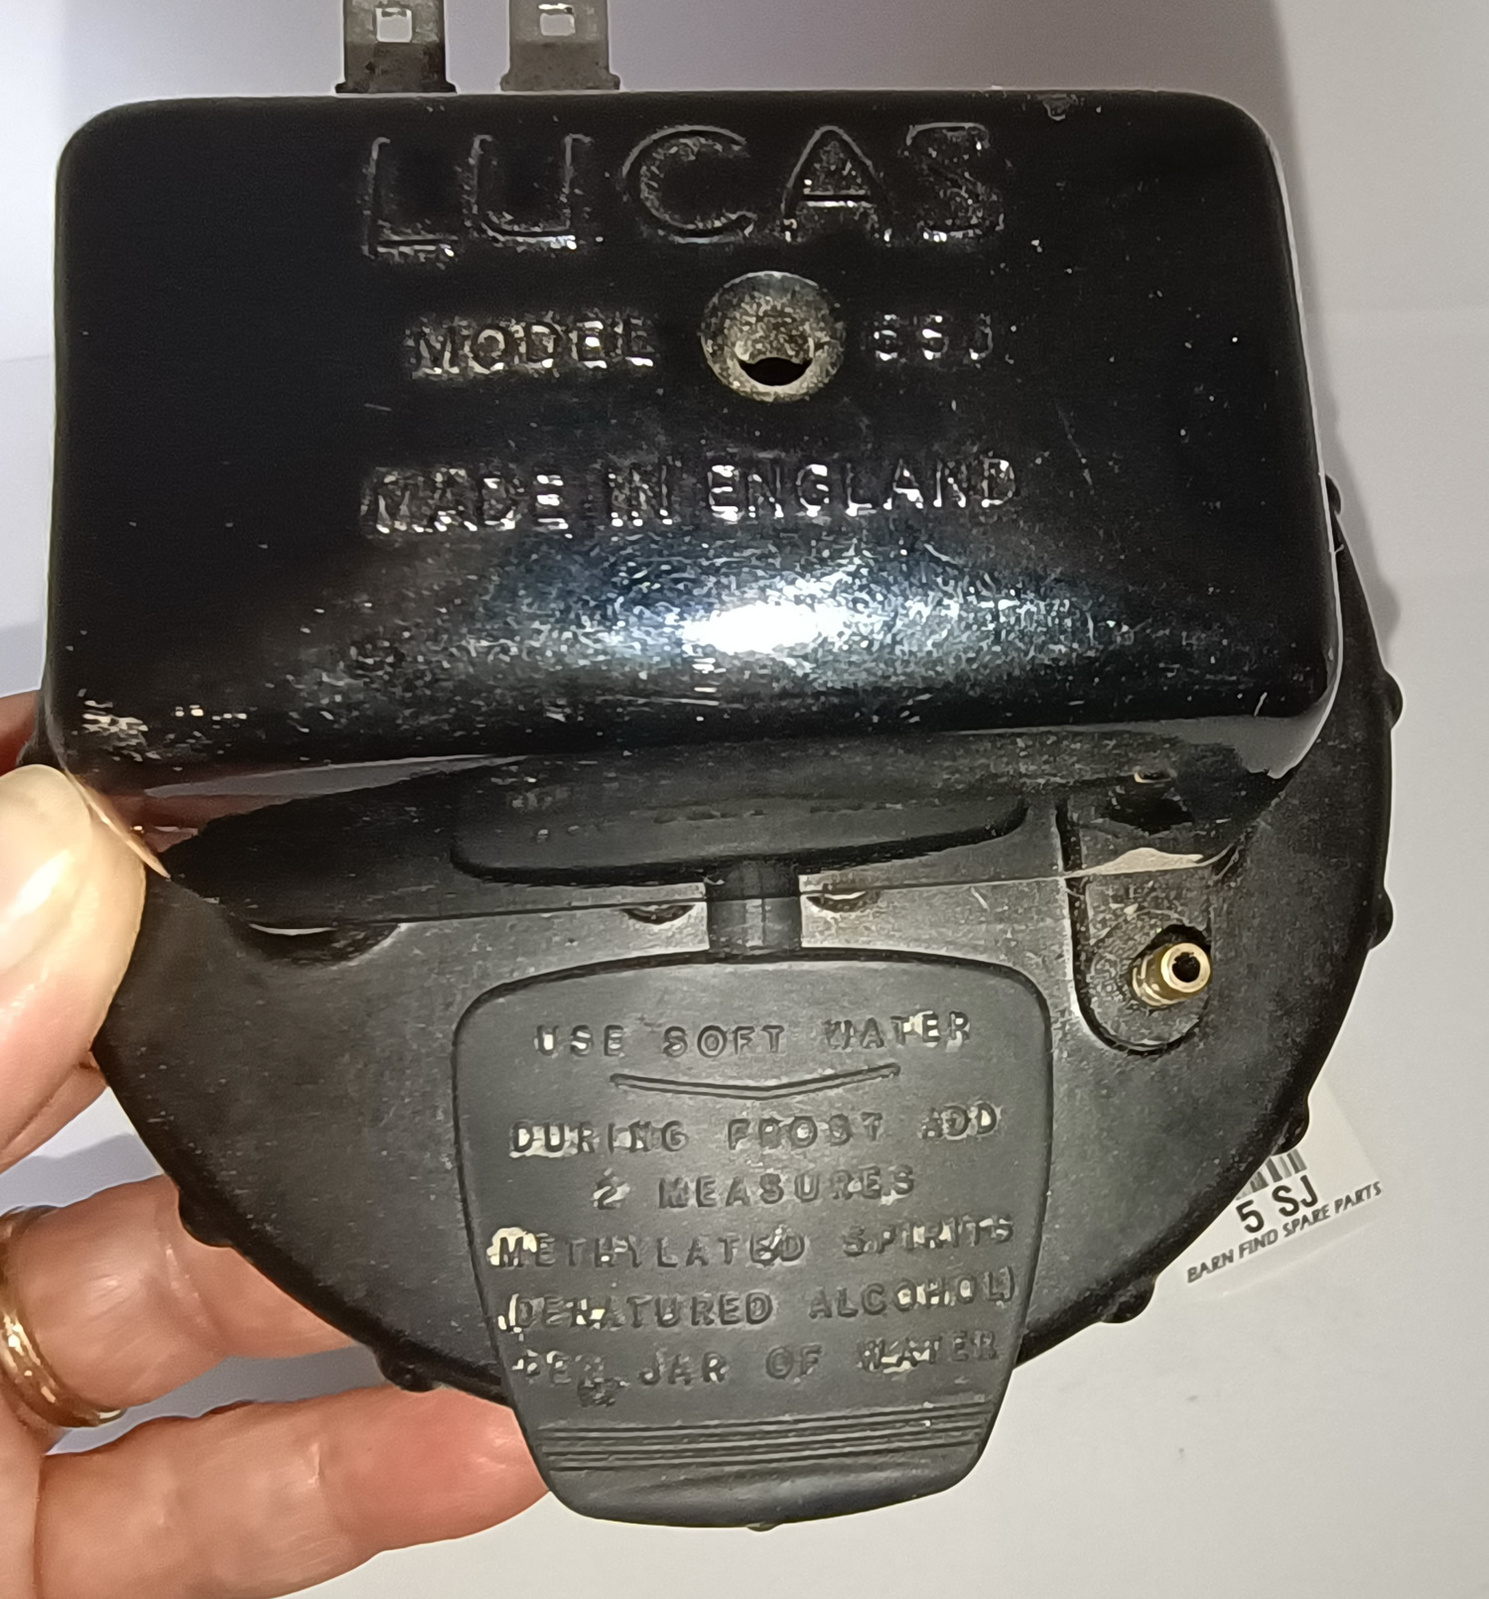 LUCAS
MODEL 5SJ
MADE IN ENGLAND
USE SOFT WATER
DURING FROST ADD
2 MEASURES
METHYLATED SPIRITS
(DENATURED ALCOHOL)
PER JAR OF WATER
5 SJ
BARN FIND SPARE PARTS